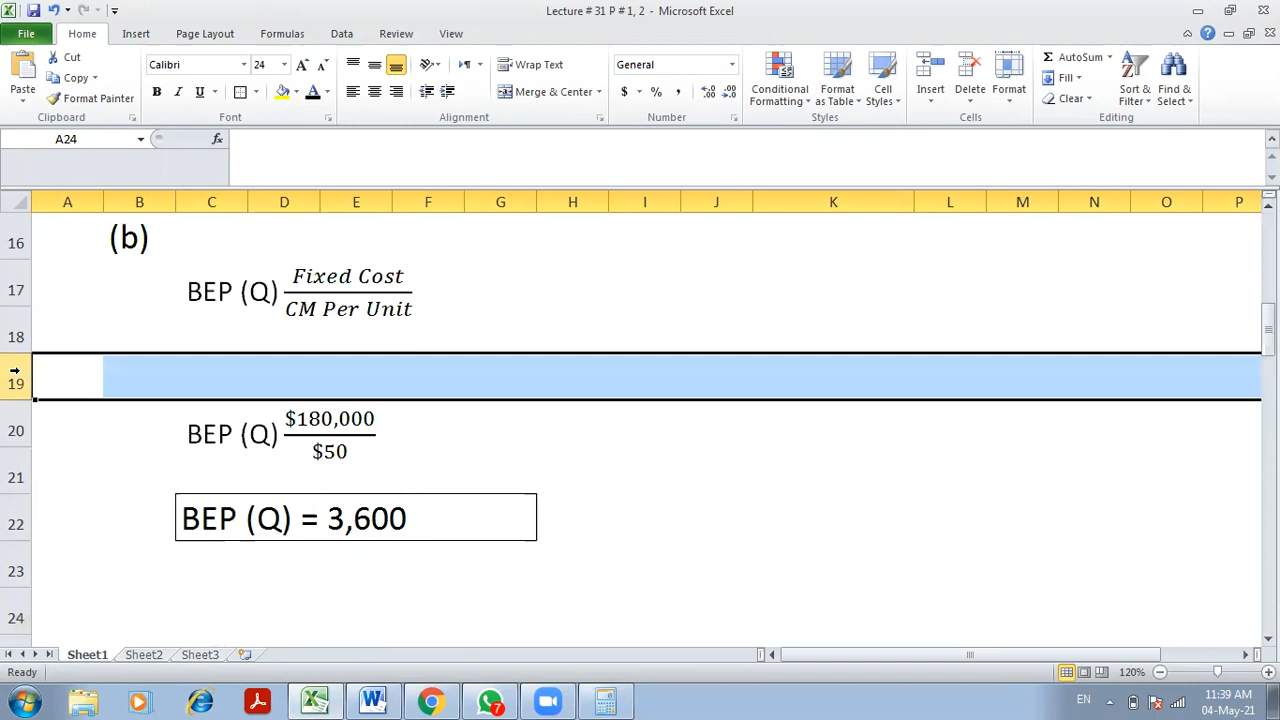 Lecture # 31 P # 1, 2 - Microsoft Excel
File Home Insert Page Layout Formulas Data Review View
Paste
Cut
Copy
Format Painter
Clipboard
Calibri 24
B I U
Font
Wrap Text
Merge & Center
Alignment
General
$ % ,
Number
Conditional Formatting
Format as Table
Cell Styles
Styles
Insert
Delete
Format
Cells
Σ AutoSum
Fill
Clear
Sort & Filter
Find & Select
Editing
A24 fx
A B C D E F G H I J K L M N O P
16 (b)
17 BEP (Q) Fixed Cost
CM Per Unit
18
19
20 BEP (Q) $180,000
$50
21
22 BEP (Q) = 3,600
23
24
Sheet1 Sheet2 Sheet3
Ready 120%
7 EN 11:39 AM
04-May-21